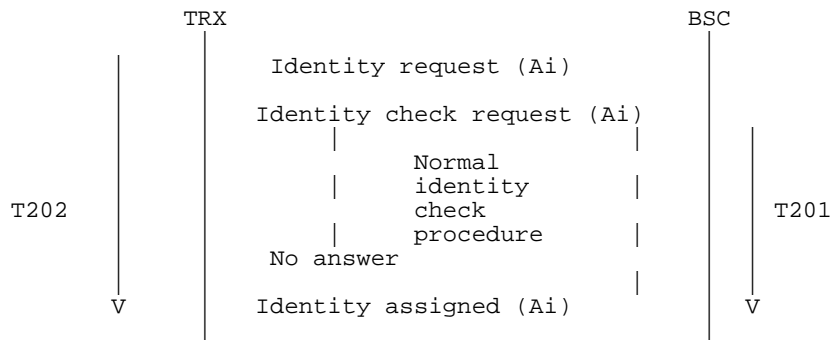 TRX BSC
Identity request (Ai)
Identity check request (Ai)
Normal
identity
T202 check T201
procedure
No answer
V Identity assigned (Ai) V